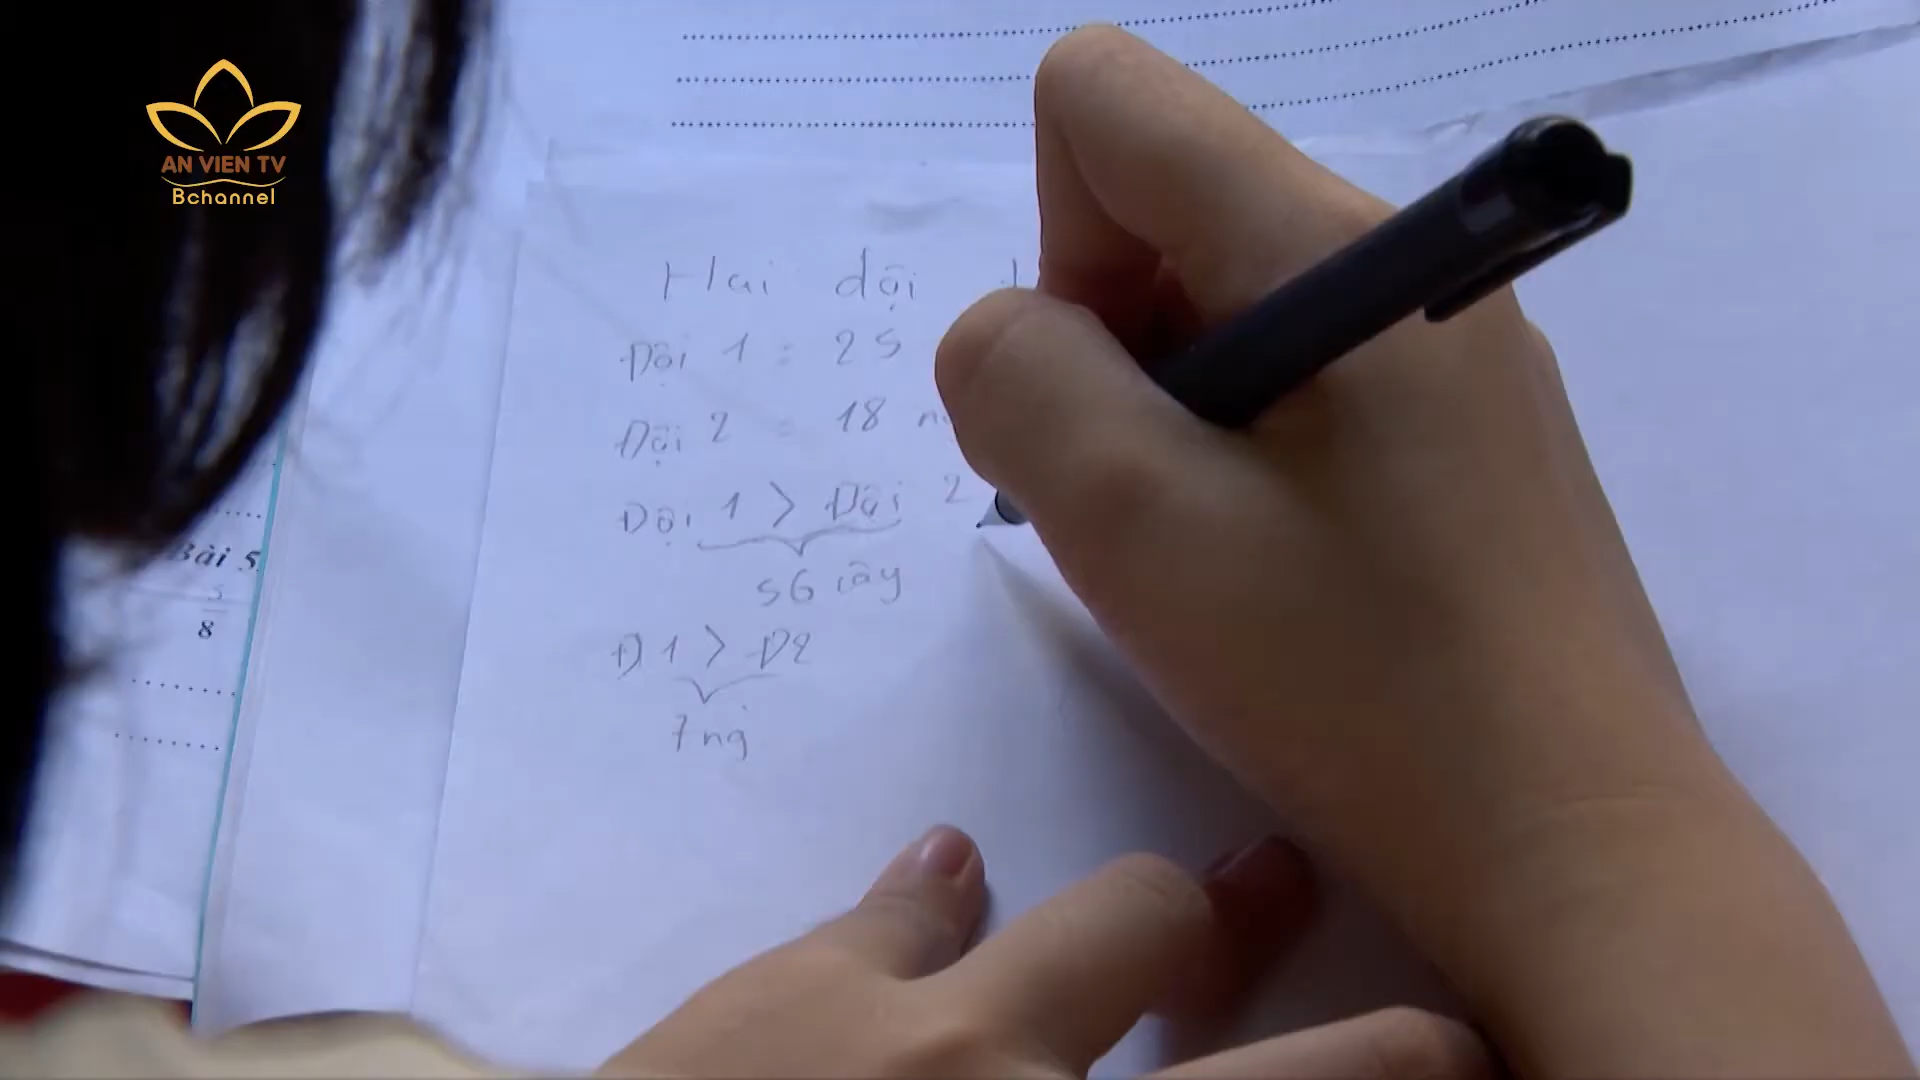 AN VIEN TV
Bchannel
Hai đội
Đội 1 : 25
Đội 2 : 18
Đội 1 > Đội 2
56 cây
Đ1 > Đ2
7 ng
Bài 5
5
8